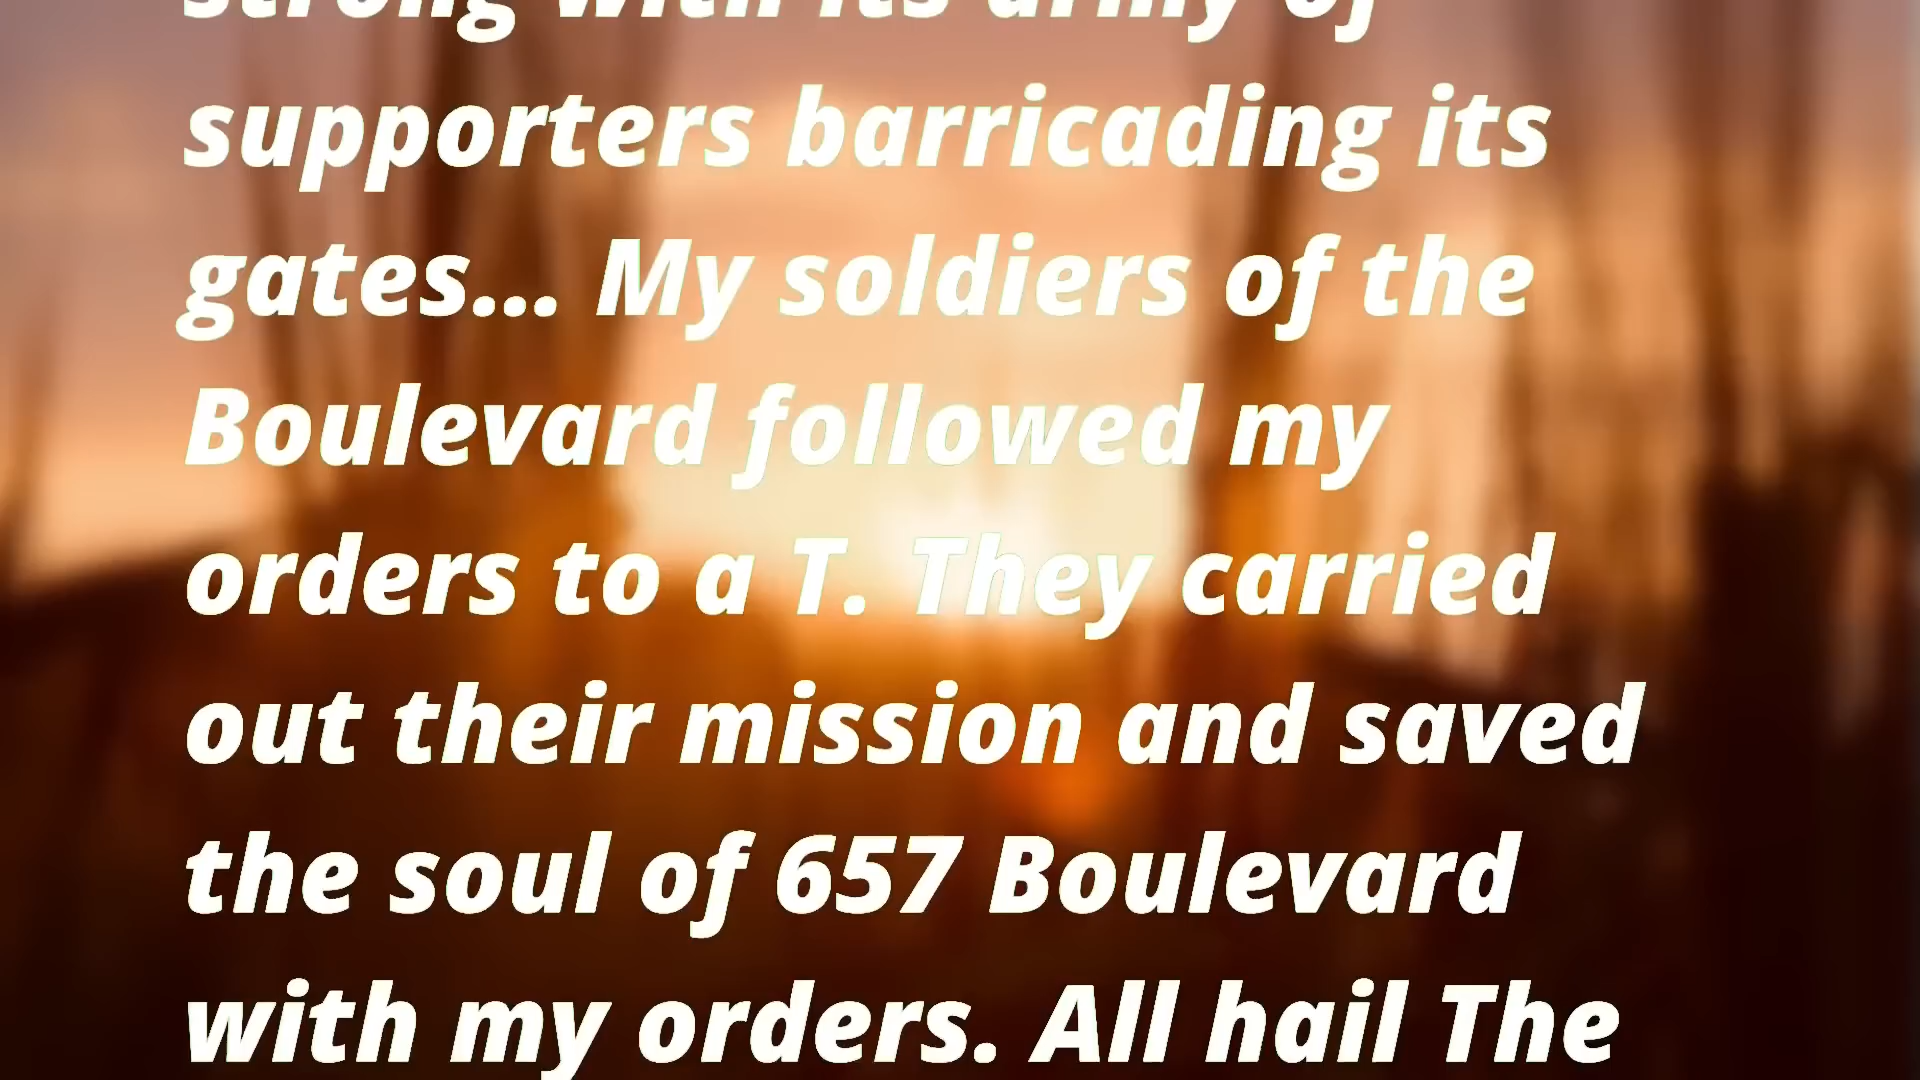 strong with its army of
supporters barricading its
gates... My soldiers of the
Boulevard followed my
orders to a T. They carried
out their mission and saved
the soul of 657 Boulevard
with my orders. All hail The